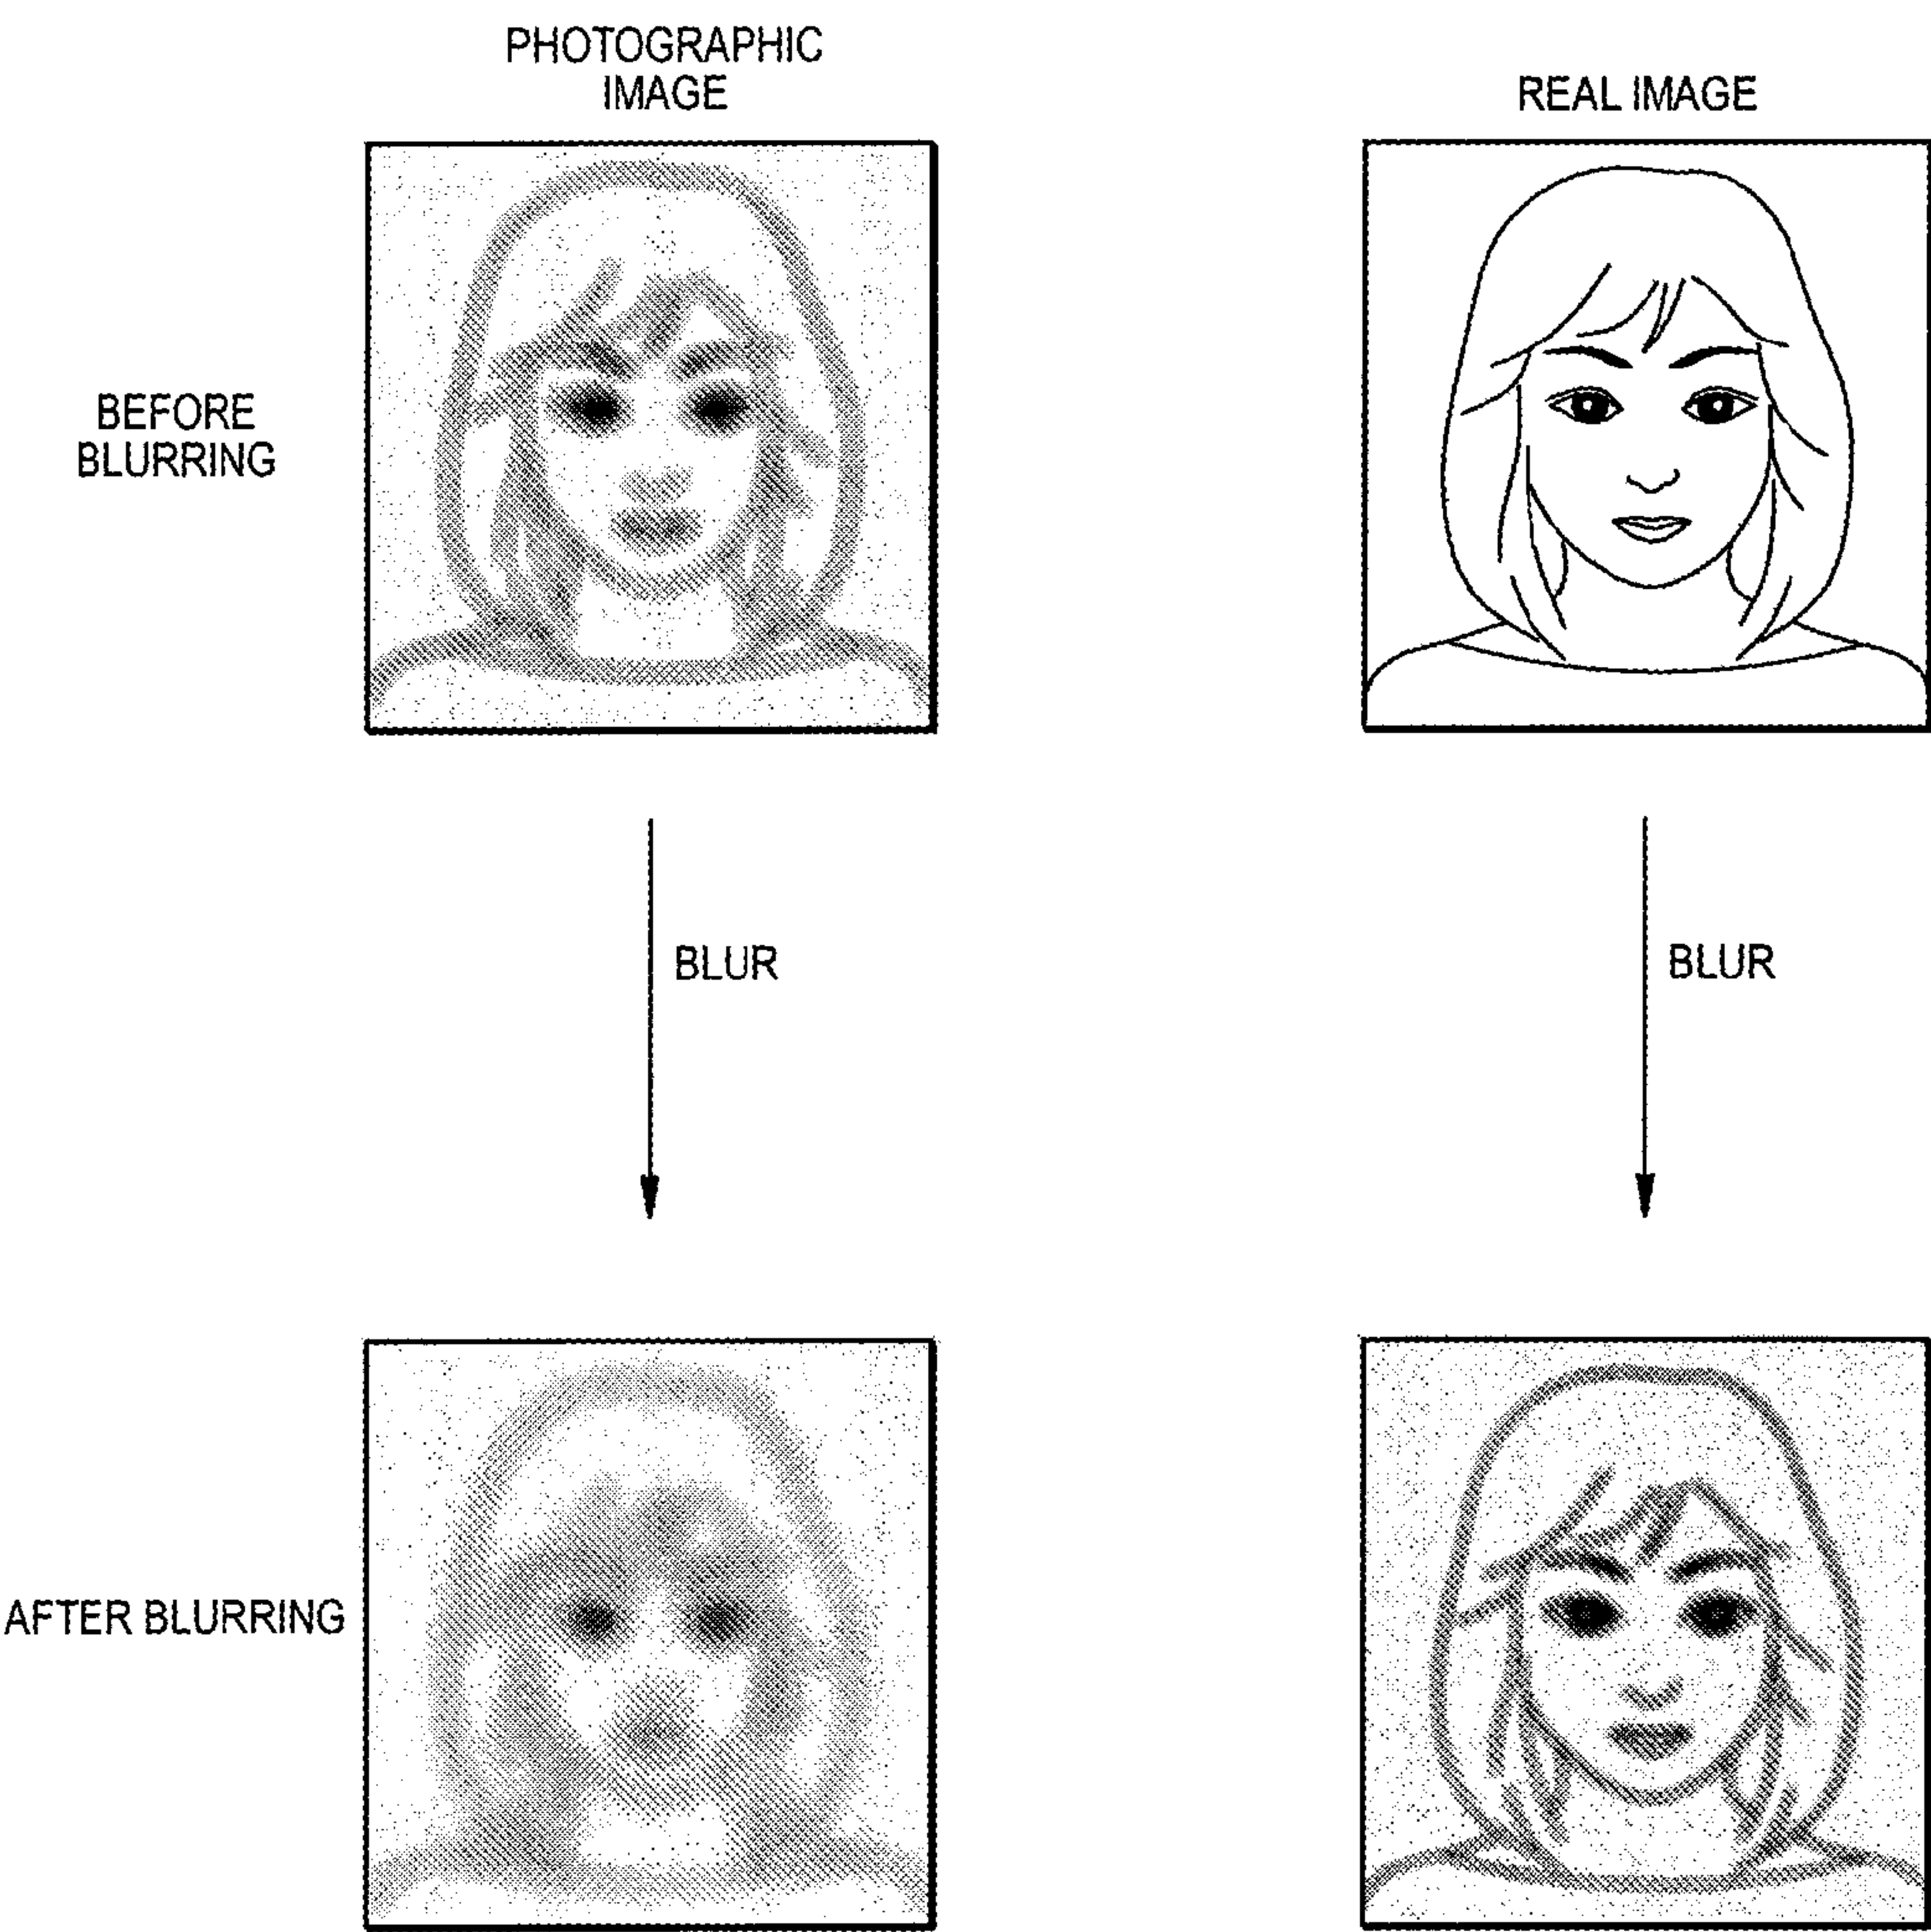 PHOTOGRAPHIC
IMAGE
REAL IMAGE
BEFORE
BLURRING
BLUR
BLUR
AFTER BLURRING